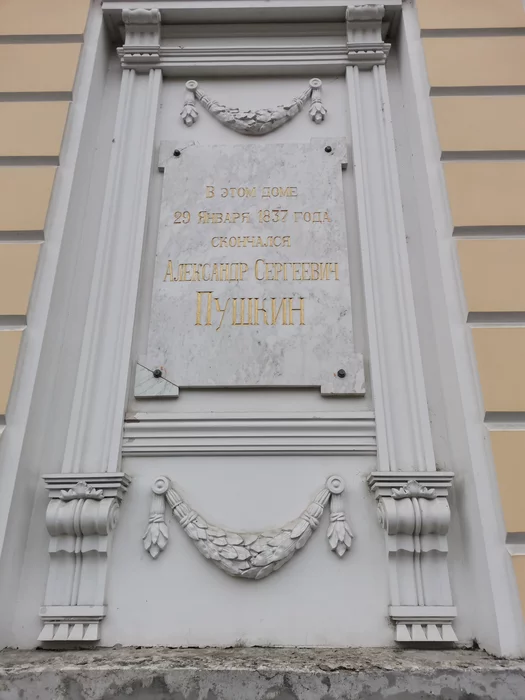 В этом доме
29 Января 1837 года
скончался
Александр Сергеевич
Пушкин